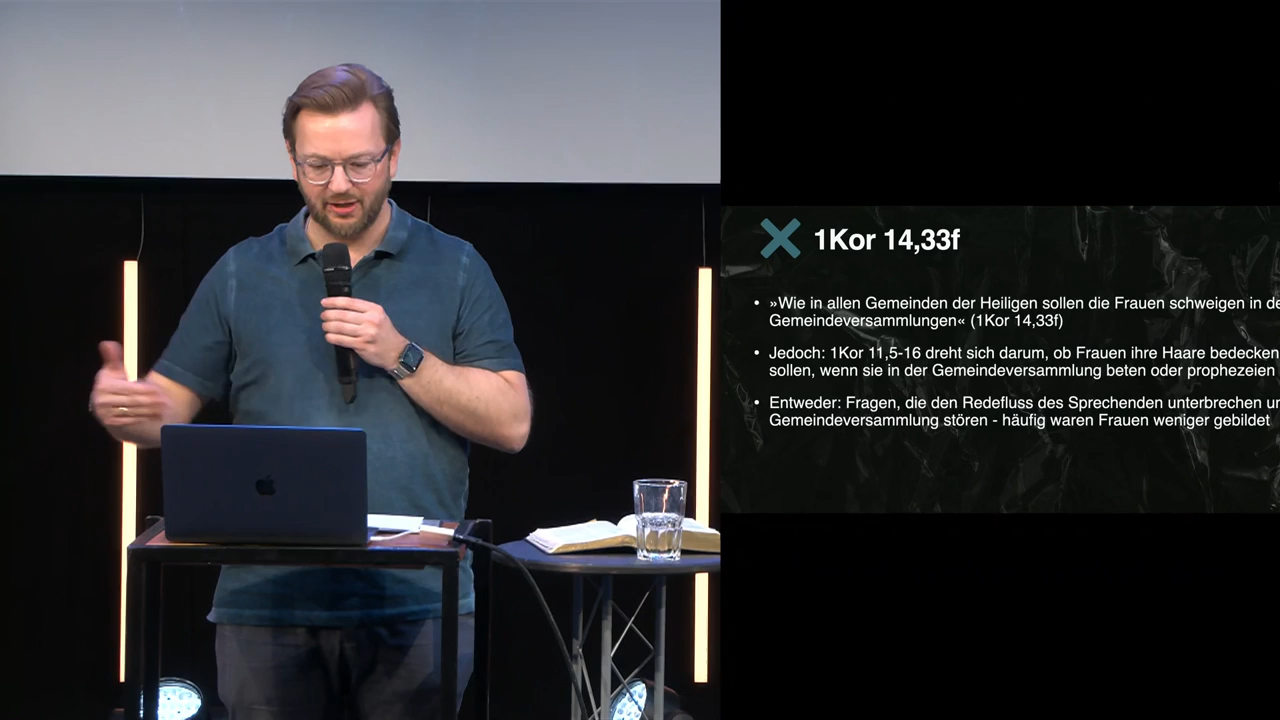 1Kor 14,33f
• »Wie in allen Gemeinden der Heiligen sollen die Frauen schweigen in
Gemeindeversammlungen« (1Kor 14,33f)
• Jedoch: 1Kor 11,5-16 dreht sich darum, ob Frauen ihre Haare bedecken
sollen, wenn sie in der Gemeindeversammlung beten oder prophezeien
• Entweder: Fragen, die den Redefluss des Sprechenden unterbrechen
Gemeindeversammlung stören - häufig waren Frauen weniger gebildet